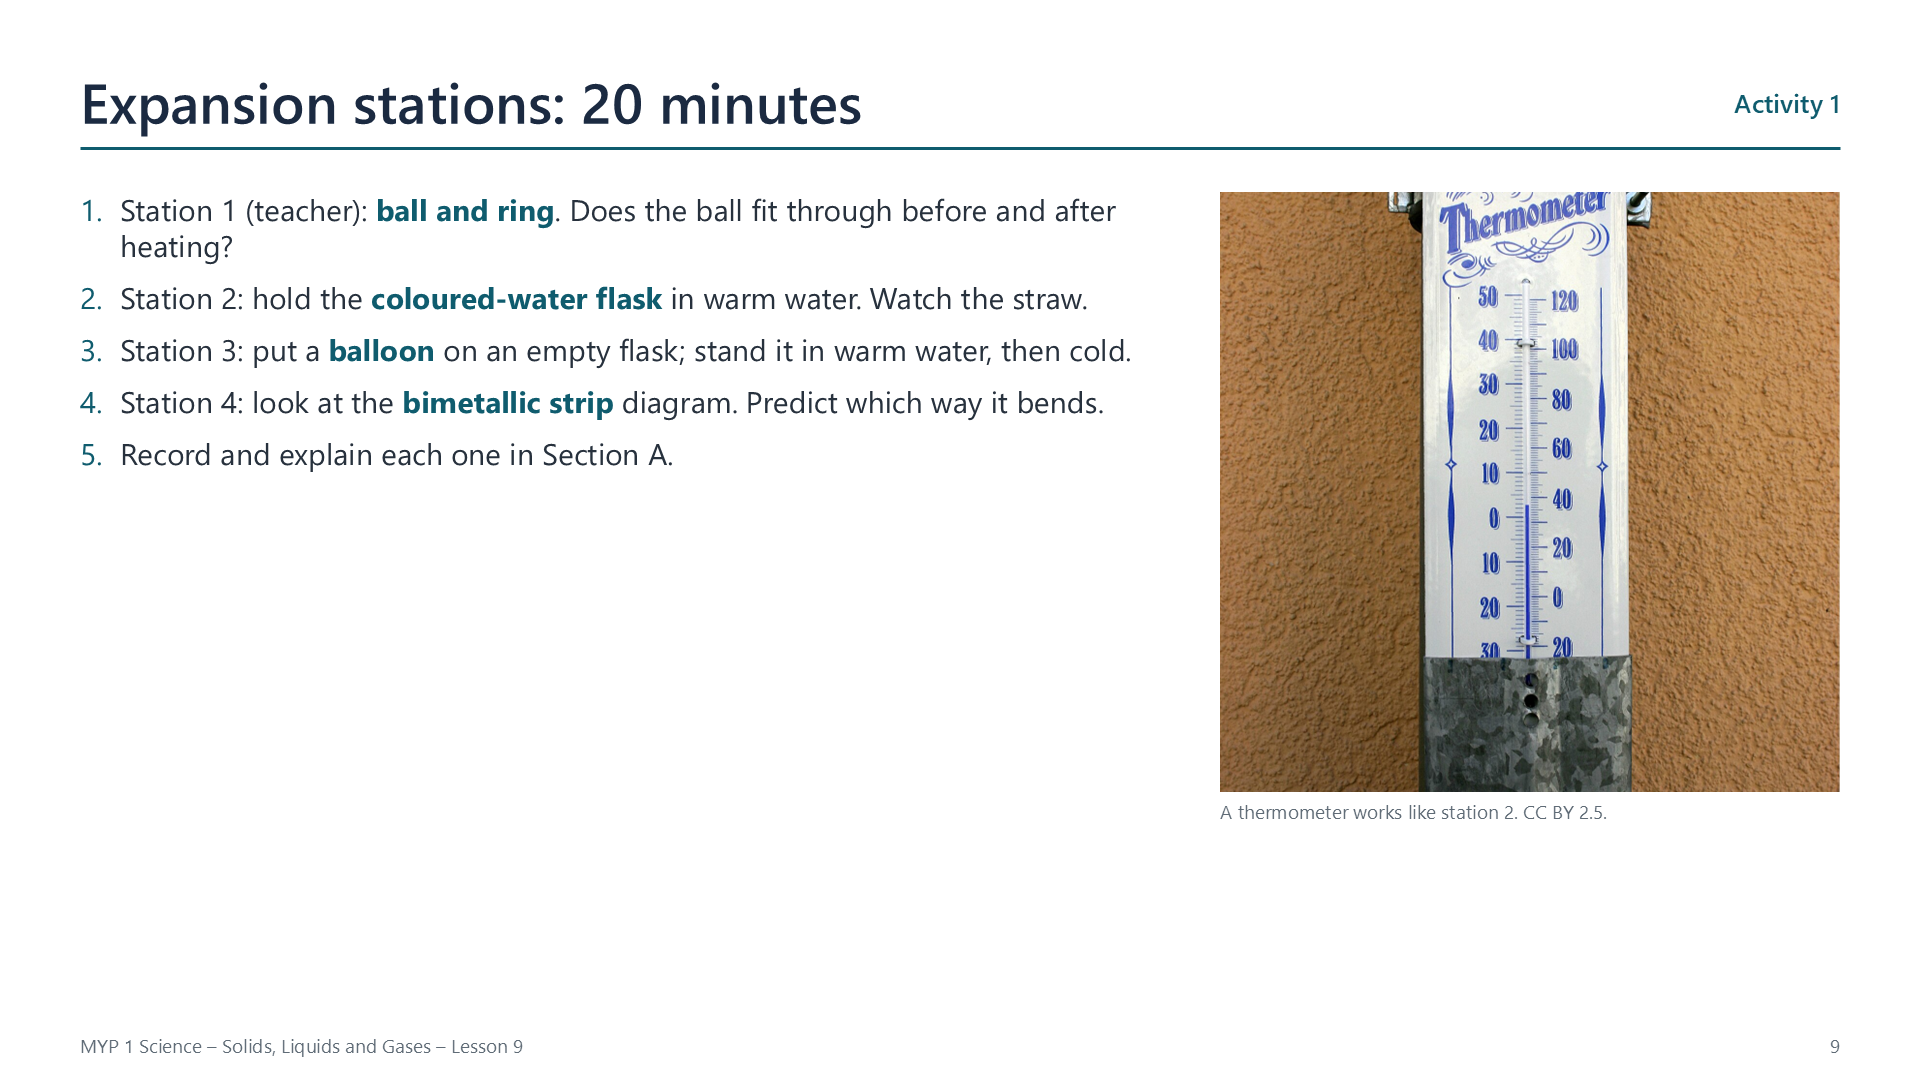 Expansion stations: 20 minutes
Activity 1
1. Station 1 (teacher): ball and ring. Does the ball fit through before and after
heating?
2. Station 2: hold the coloured-water flask in warm water. Watch the straw.
3. Station 3: put a balloon on an empty flask; stand it in warm water, then cold.
4. Station 4: look at the bimetallic strip diagram. Predict which way it bends.
5. Record and explain each one in Section A.
Thermometer
50 120
40 100
30 80
20 60
10 40
0 20
10 0
20 20
30
A thermometer works like station 2. CC BY 2.5.
MYP 1 Science – Solids, Liquids and Gases – Lesson 9
9